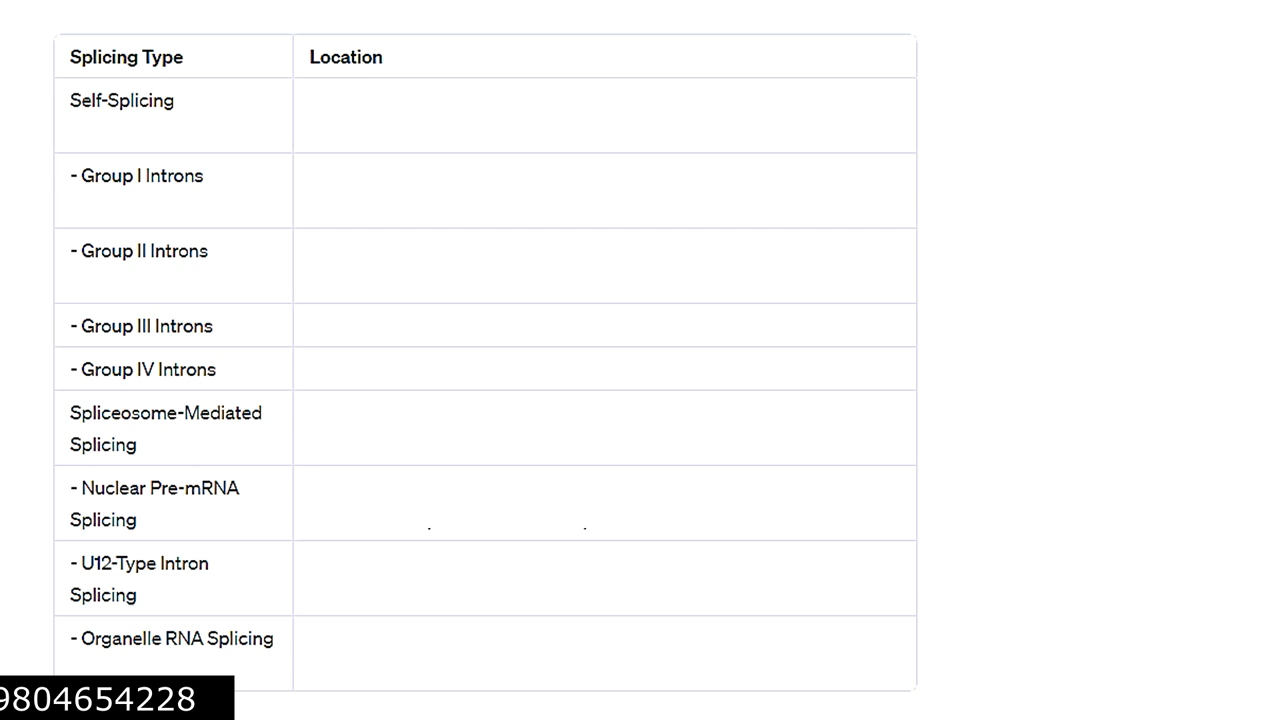 Splicing Type
Location
Self-Splicing
- Group I Introns
- Group II Introns
- Group III Introns
- Group IV Introns
Spliceosome-Mediated
Splicing
- Nuclear Pre-mRNA
Splicing
- U12-Type Intron
Splicing
- Organelle RNA Splicing
9804654228